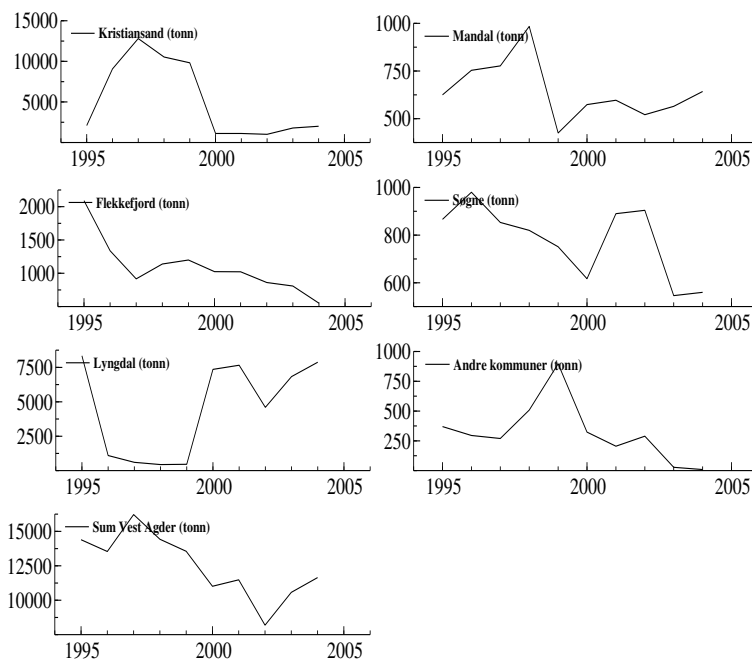 15000
10000
5000
Kristiansand (tonn)
1995 2000 2005
1000
750
500
Mandal (tonn)
1995 2000 2005
2000
1500
1000
Flekkefjord (tonn)
1995 2000 2005
1000
800
600
Søgne (tonn)
1995 2000 2005
7500
5000
2500
Lyngdal (tonn)
1995 2000 2005
1000
750
500
250
Andre kommuner (tonn)
1995 2000 2005
15000
12500
10000
Sum Vest Agder (tonn)
1995 2000 2005